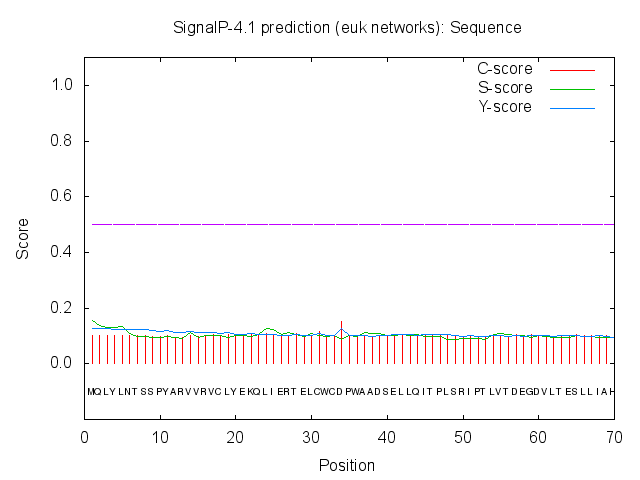 SignalP-4.1 prediction (euk networks): Sequence
C-score
S-score
Y-score
1.0
0.8
0.6
0.4
0.2
0.0
Score
MQLYLNTSSPYARVVRVCLYEKQLIERTELCWCDPWAADSELLQITPLSRIPTLVTDEGDVLTESLLIAH
0 10 20 30 40 50 60 70
Position